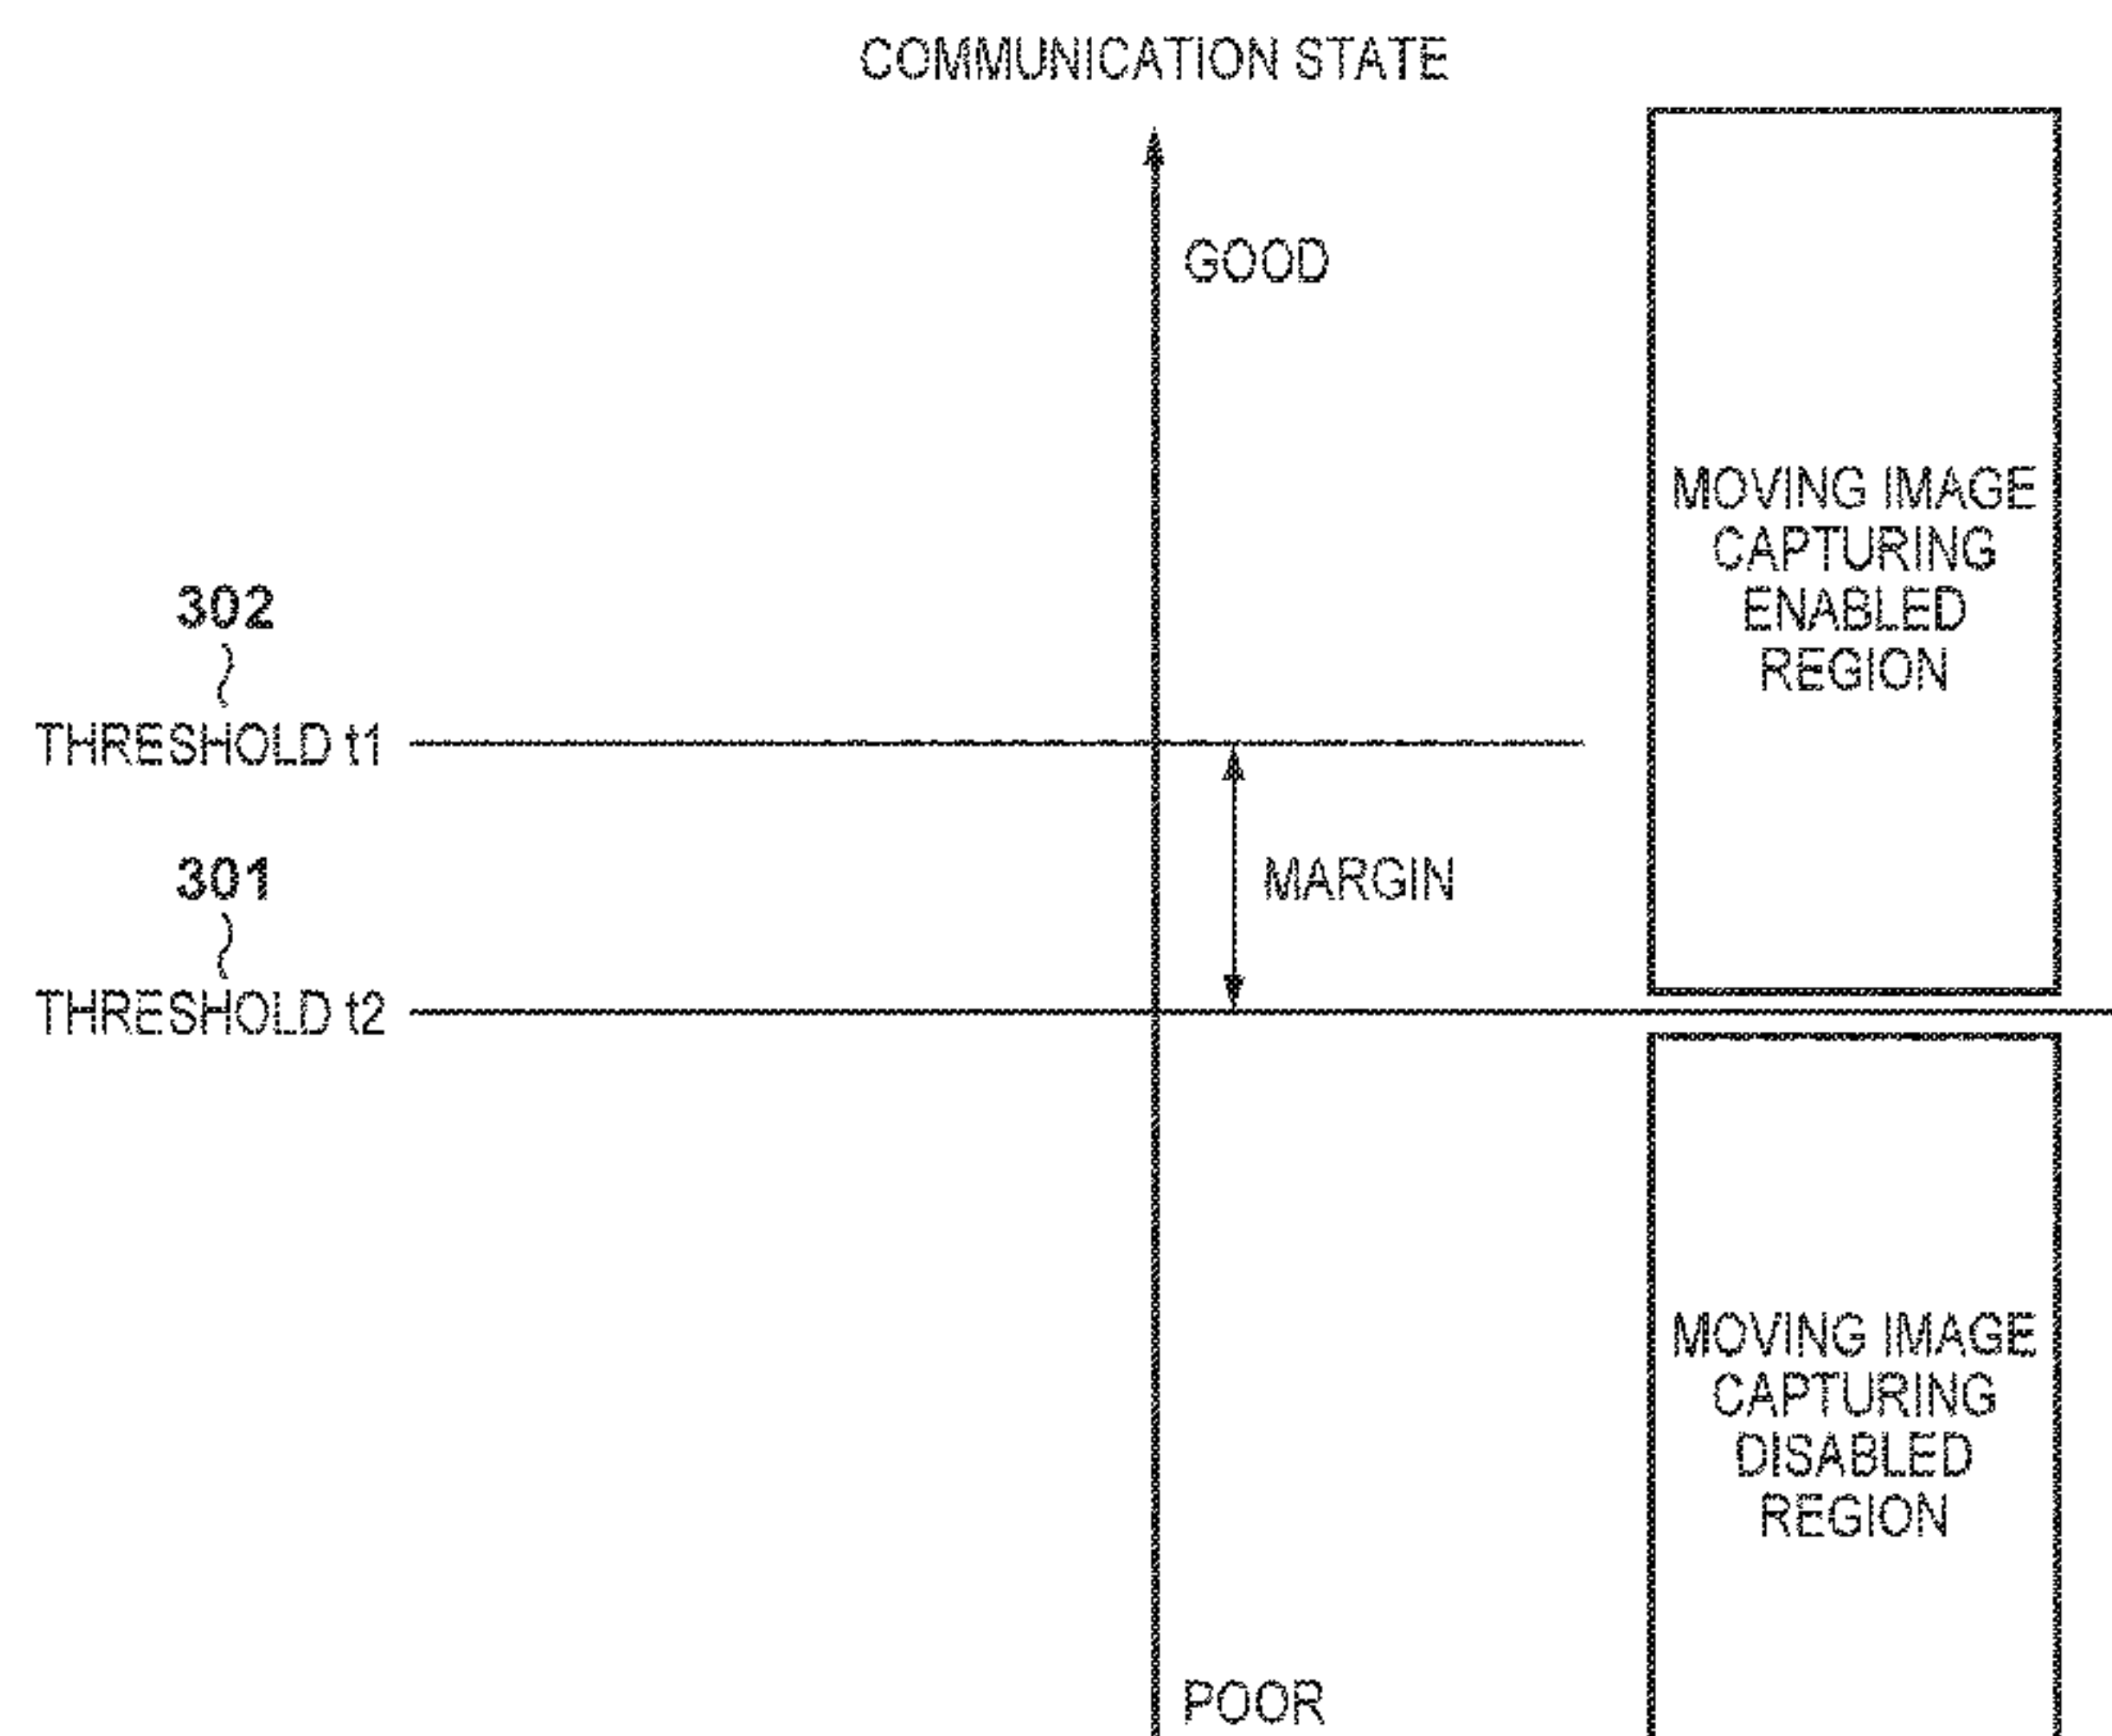 COMMUNICATION STATE
GOOD
MOVING IMAGE
CAPTURING
ENABLED
REGION
302
THRESHOLD t1
MARGIN
301
THRESHOLD t2
MOVING IMAGE
CAPTURING
DISABLED
REGION
POOR